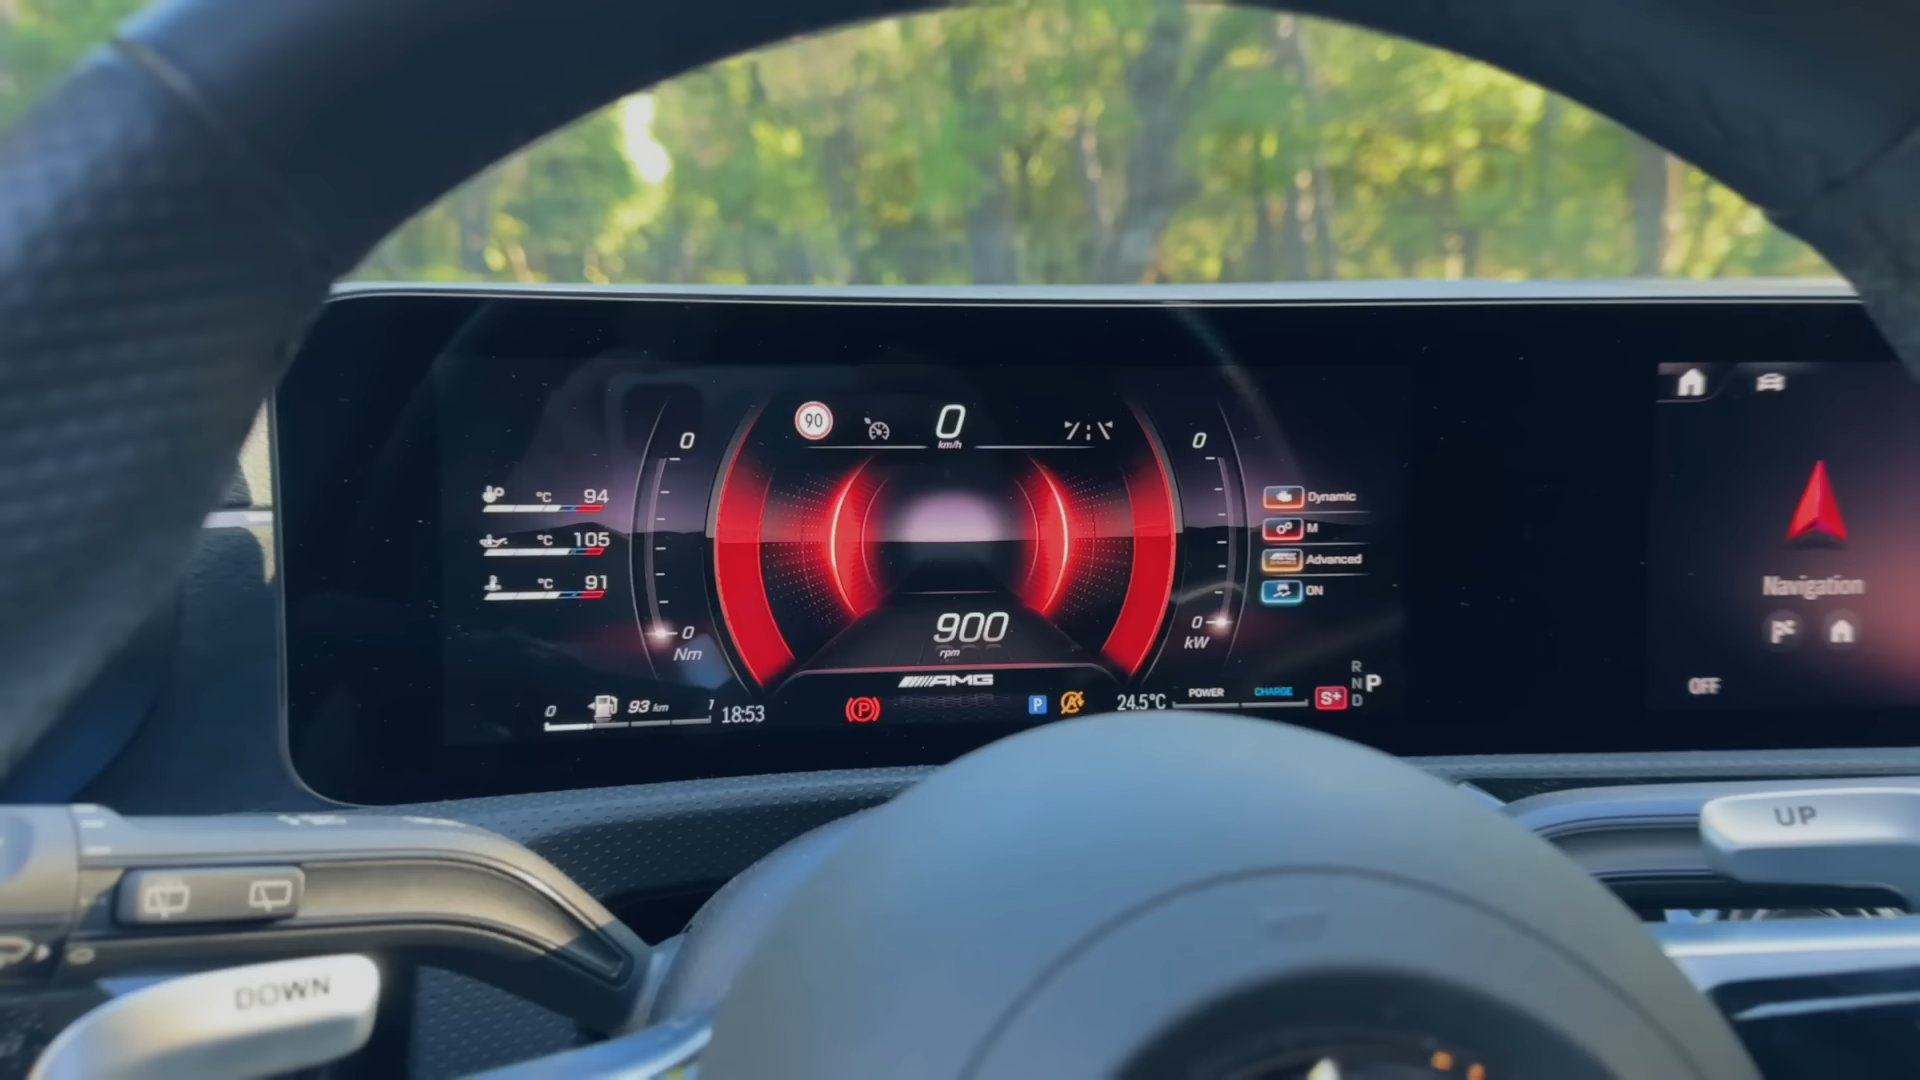 90
0
km/h
0
0
°C 94
°C 105
°C 91
0
Nm
0
kW
Dynamic
M
Advanced
ON
900
rpm
AMG
0 93 km 1
18:53
P
P
A
24.5°C
POWER CHARGE
S+
R
N
D
P
Navigation
OFF
UP
DOWN